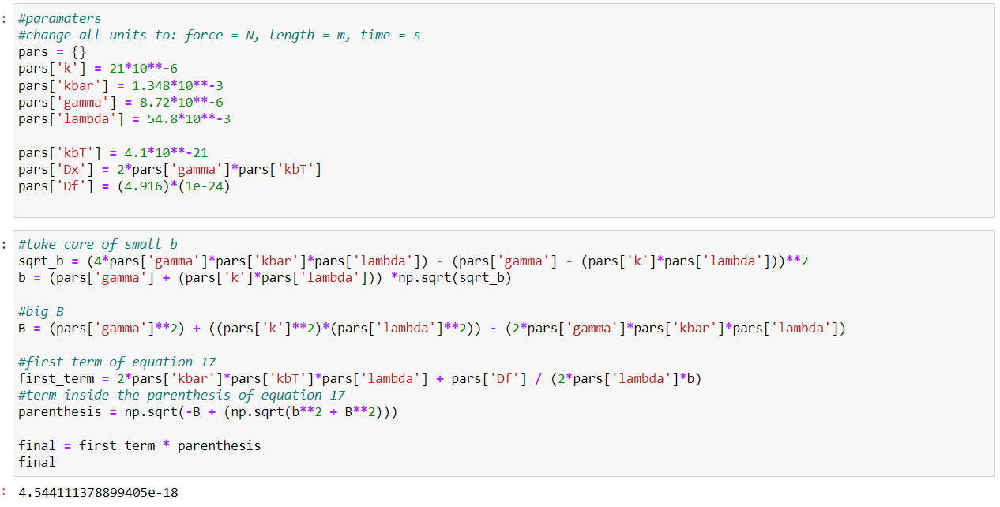 :
#paramaters
#change all units to: force = N, length = m, time = s
pars = {}
pars['k'] = 21*10**-6
pars['kbar'] = 1.348*10**-3
pars['gamma'] = 8.72*10**-6
pars['lambda'] = 54.8*10**-3
pars['kbT'] = 4.1*10**-21
pars['Dx'] = 2*pars['gamma']*pars['kbT']
pars['Df'] = (4.916)*(1e-24)
:
#take care of small b
sqrt_b = (4*pars['gamma']*pars['kbar']*pars['lambda']) - (pars['gamma'] - (pars['k']*pars['lambda']))**2
b = (pars['gamma'] + (pars['k']*pars['lambda'])) *np.sqrt(sqrt_b)
#big B
B = (pars['gamma']**2) + ((pars['k']**2)*(pars['lambda']**2)) - (2*pars['gamma']*pars['kbar']*pars['lambda'])
#first term of equation 17
first_term = 2*pars['kbar']*pars['kbT']*pars['lambda'] + pars['Df'] / (2*pars['lambda']*b)
#term inside the parenthesis of equation 17
parenthesis = np.sqrt(-B + (np.sqrt(b**2 + B**2)))
final = first_term * parenthesis
final
:
4.544111378899405e-18